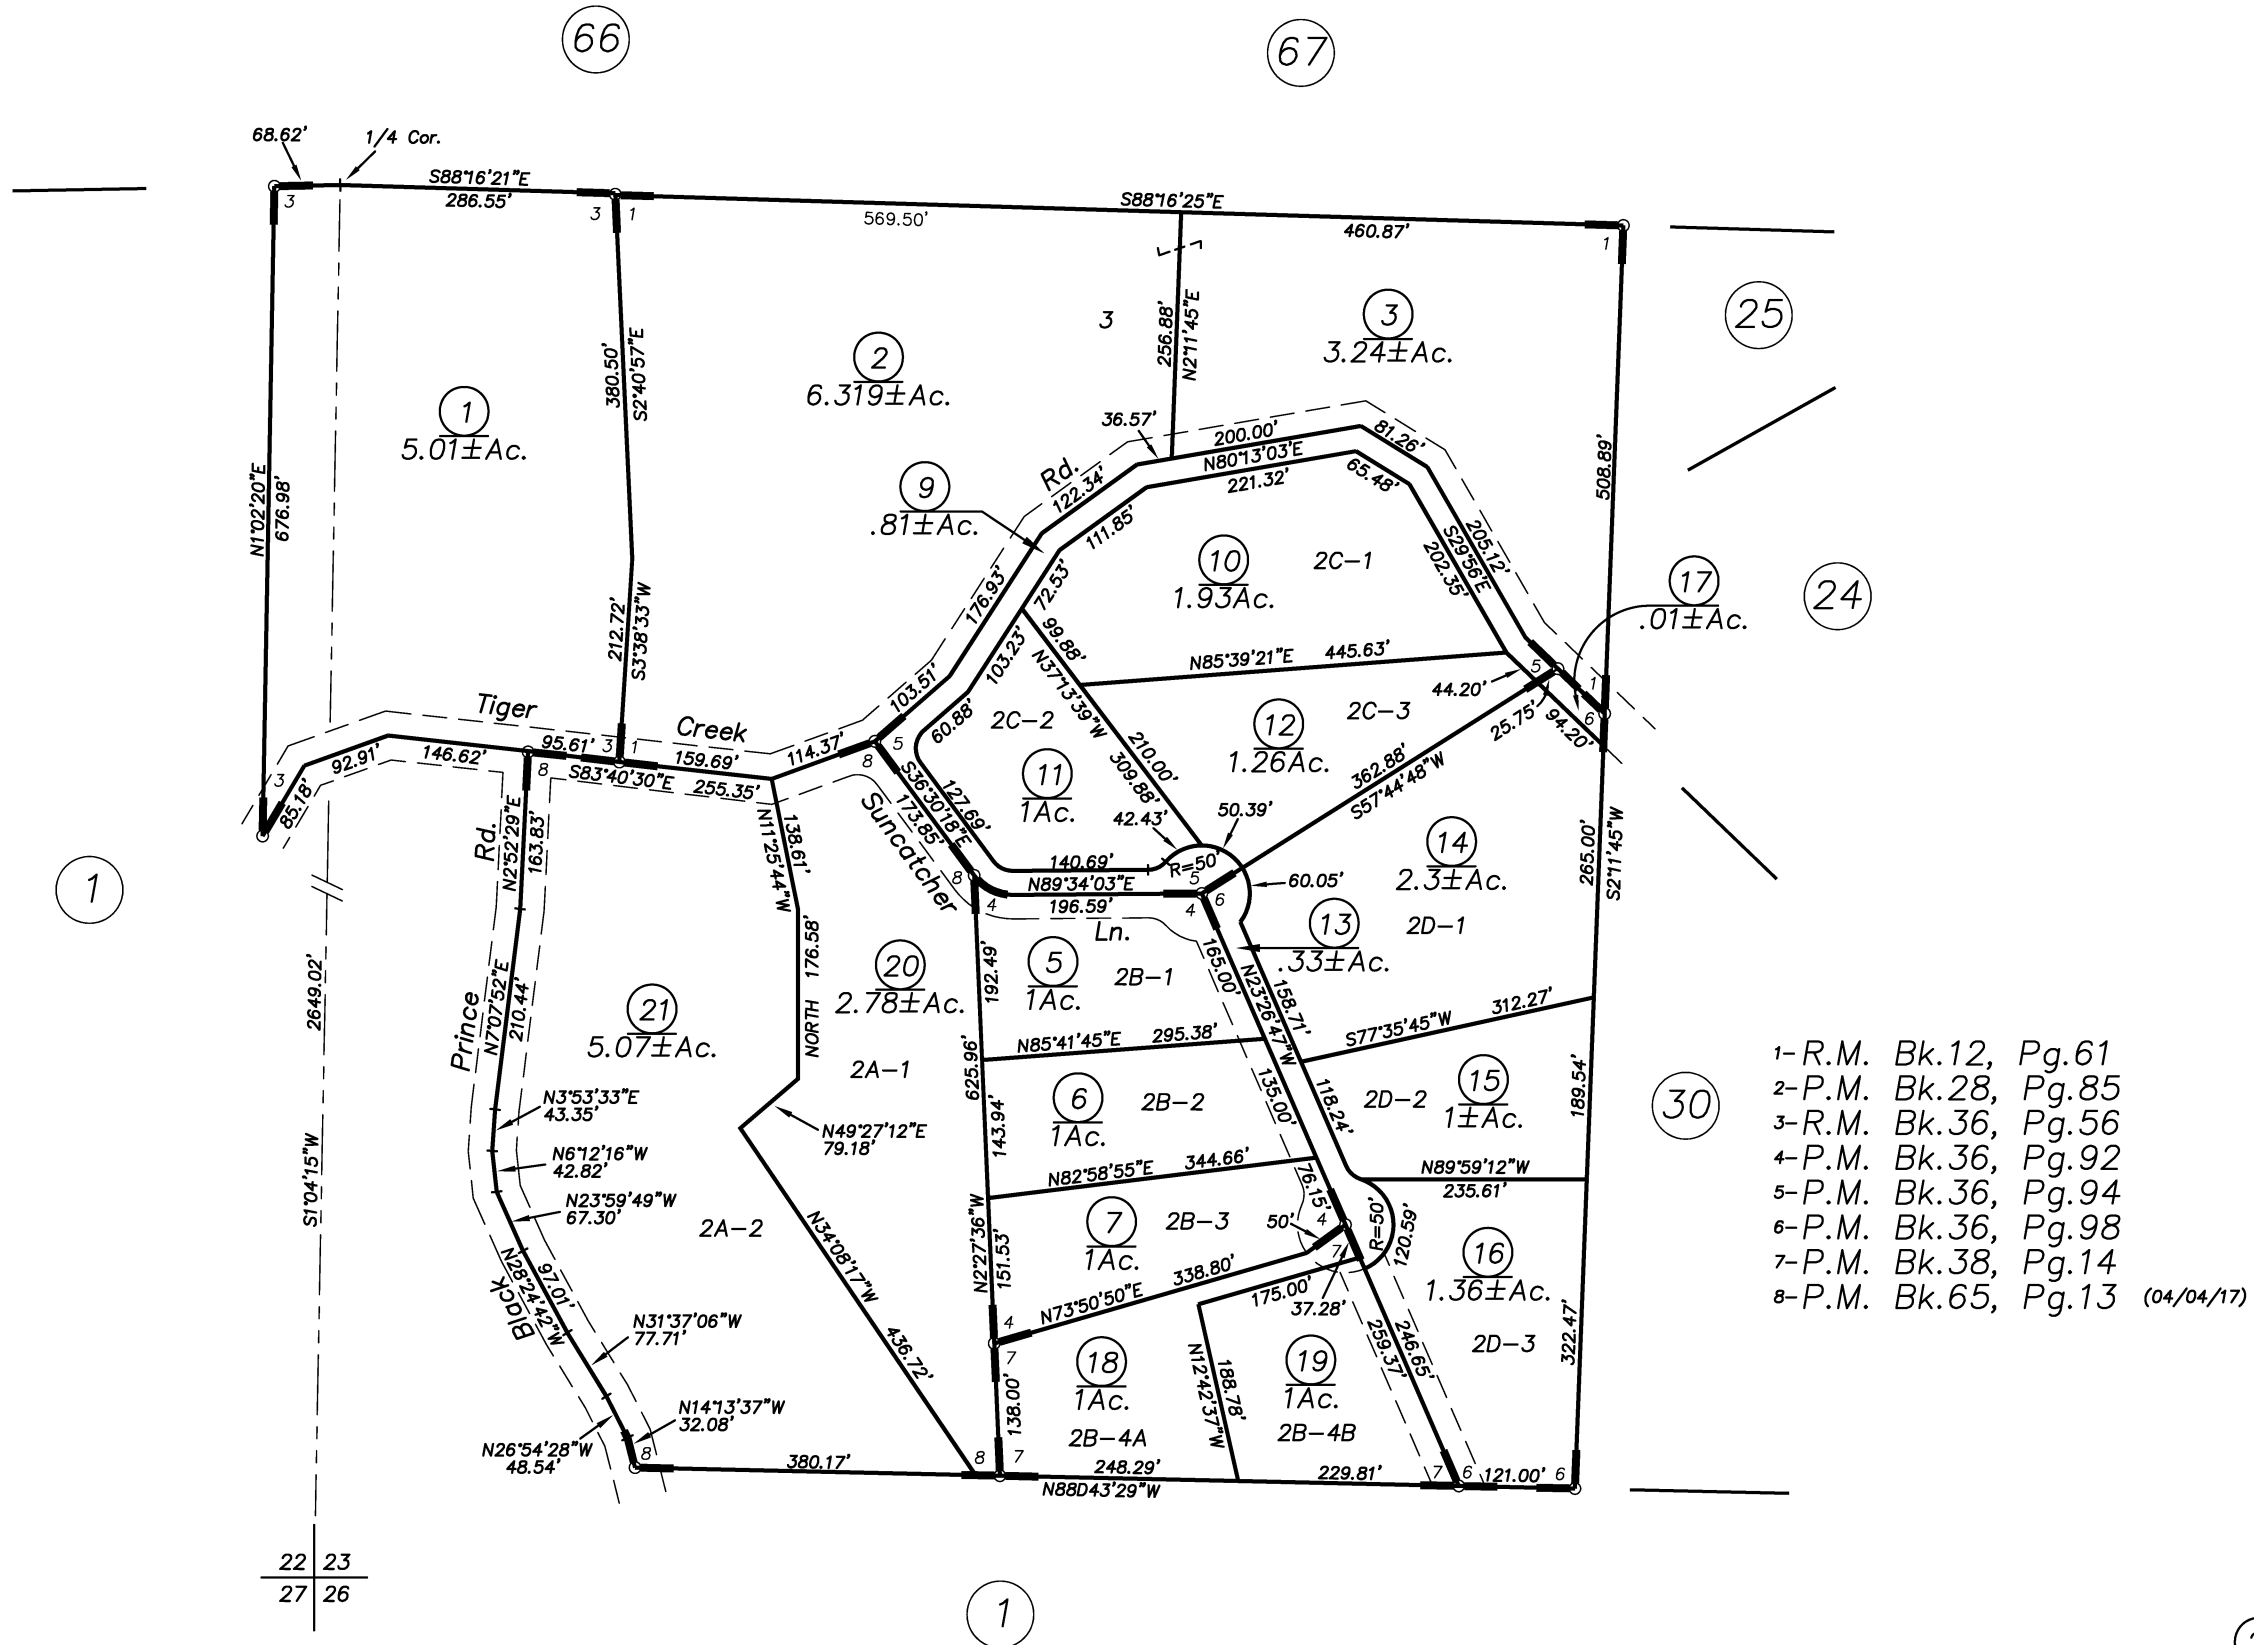 66
67
68.62'
1/4 Cor.
S88°16'21"E
286.55'
3
3
1
569.50'
S88°16'25"E
460.87'
1
25
N1°02'20"E
676.98'
1
5.01±Ac.
380.50'
S2°40'57"E
212.72'
S3°38'33"W
2
6.319±Ac.
3
256.88'
N2°11'45"E
3
3.24±Ac.
508.89'
36.57'
200.00'
N80°13'03'E
221.32'
81.26'
65.48'
9
.81±Ac.
Rd.
122.34'
111.85'
176.93'
72.53'
103.23'
103.51'
60.88'
10
1.93Ac.
2C-1
S29°56'E
205.12'
202.35'
17
.01±Ac.
24
99.88'
N37°13'39"W
210.00'
309.88'
N85°39'21"E 445.63'
5
1
6
44.20'
25.75'
94.20'
2C-2
11
1Ac.
12
1.26Ac.
2C-3
362.88'
S57°44'48"W
Tiger
Creek
3
85.18'
92.91'
146.62'
95.61'
3
1
8
S83°40'30"E
159.69'
255.35'
114.37'
8
5
S36°30'18"E
173.85'
127.69'
Suncatcher
42.43'
50.39'
R=50'
140.69'
N89°34'03"E
196.59'
Ln.
8
4
5
4
6
60.05'
14
2.3±Ac.
2D-1
265.00'
S2°11'45"W
1
Rd.
N2°52'29"E
163.83'
N11°25'44"W
138.61'
NORTH 176.58'
20
2.78±Ac.
2A-1
192.49'
625.96'
5
1Ac.
2B-1
13
.33±Ac.
165.00'
N23°26'47"W
158.71'
2649.02'
S1°04'15"W
Prince
N7°07'52"E
210.44'
21
5.07±Ac.
N85°41'45"E 295.38'
S77°35'45"W 312.27'
6
1Ac.
2B-2
135.00'
118.24'
2D-2
15
1±Ac.
189.54'
30
1-R.M. Bk.12, Pg.61
2-P.M. Bk.28, Pg.85
3-R.M. Bk.36, Pg.56
4-P.M. Bk.36, Pg.92
5-P.M. Bk.36, Pg.94
6-P.M. Bk.36, Pg.98
7-P.M. Bk.38, Pg.14
8-P.M. Bk.65, Pg.13 (04/04/17)
N3°53'33"E
43.35'
N6°12'16"W
42.82'
N23°59'49"W
67.30'
N49°27'12"E
79.18'
143.94'
N82°58'55"E 344.66'
76.15'
N89°59'12"W
235.61'
2A-2
N34°08'17"W
436.72'
N2°27'36"W
151.53'
7
1Ac.
2B-3
50'
4
7
R=50'
120.59'
16
1.36±Ac.
2D-3
322.47'
N28°24'42"W
97.01'
Black
N31°37'06"W
77.71'
N73°50'50"E 338.80'
175.00'
37.28'
4
7
138.00'
18
1Ac.
2B-4A
N12°42'37"W
188.78'
19
1Ac.
2B-4B
259.37'
246.65'
N14°13'37"W
32.08'
N26°54'28"W
48.54'
8
380.17'
8
7
248.29'
N88D43'29"W
229.81'
7
6
121.00'
6
22 23
27 26
1